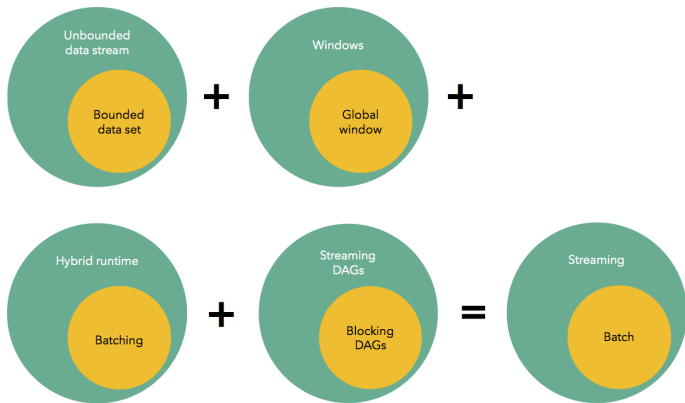 Unbounded
data stream
Bounded
data set
+
Windows
Global
window
+
Hybrid runtime
Batching
+
Streaming
DAGs
Blocking
DAGs
=
Streaming
Batch